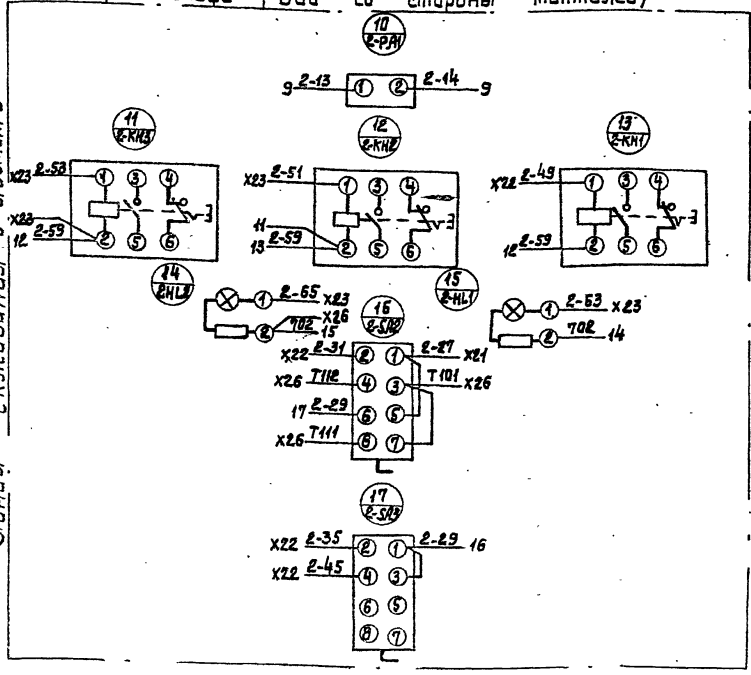 10
2-PA1
9 2-13 1 2 2-14 9
11
2-KH3
12
2-KH2
13
2-KH1
X23 2-53 1 3 4
X23
12 2-59 2 5 6
X23 2-51 1 3 4
11
13 2-59 2 5 6
X22 2-49 1 3 4
12 2-59 2 5 6
14
2HL2
15
2-HL1
1 2-65 X23
X26
2 702 15
1 2-63 X23
2 702 14
16
2-SA2
X22 2-31 2 1 2-27 X21
X26 T112 4 3 T101 X26
17 2-29 6 5
X26 T111 8 7
17
2-SA3
X22 2-35 2 1 2-29 16
X22 2-45 4 3
6 5
8 7